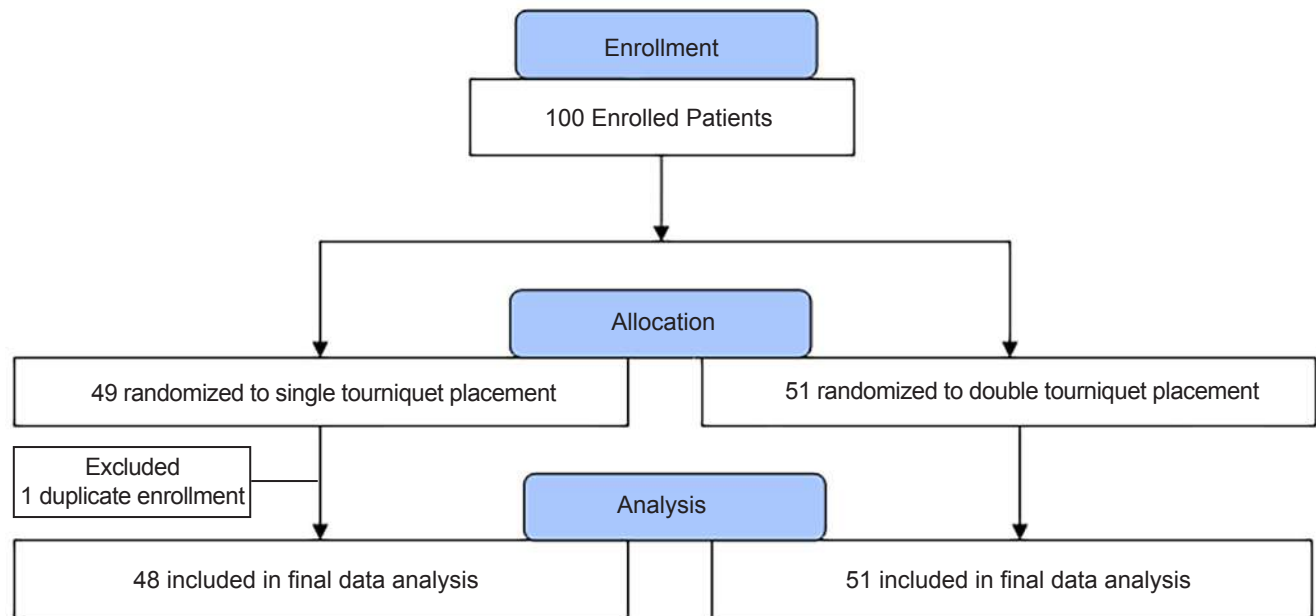 Enrollment
100 Enrolled Patients
Allocation
49 randomized to single tourniquet placement
51 randomized to double tourniquet placement
Excluded
1 duplicate enrollment
Analysis
48 included in final data analysis
51 included in final data analysis